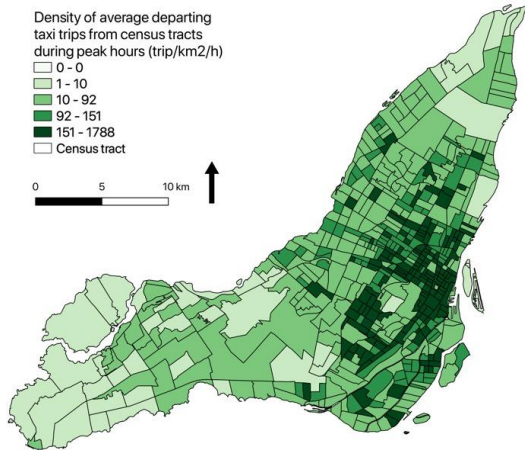 Density of average departing
taxi trips from census tracts
during peak hours (trip/km2/h)
0 - 0
1 - 10
10 - 92
92 - 151
151 - 1788
Census tract
0 5 10 km